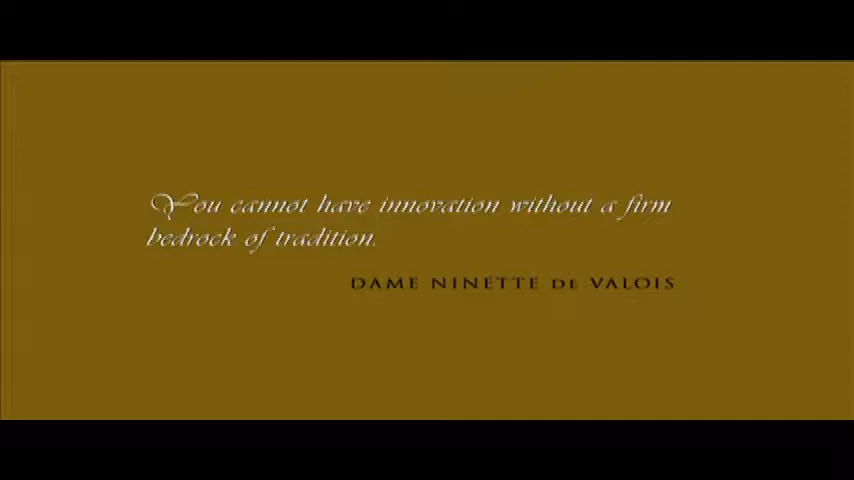 You cannot have innovation without a firm
bedrock of tradition.
DAME NINETTE DE VALOIS